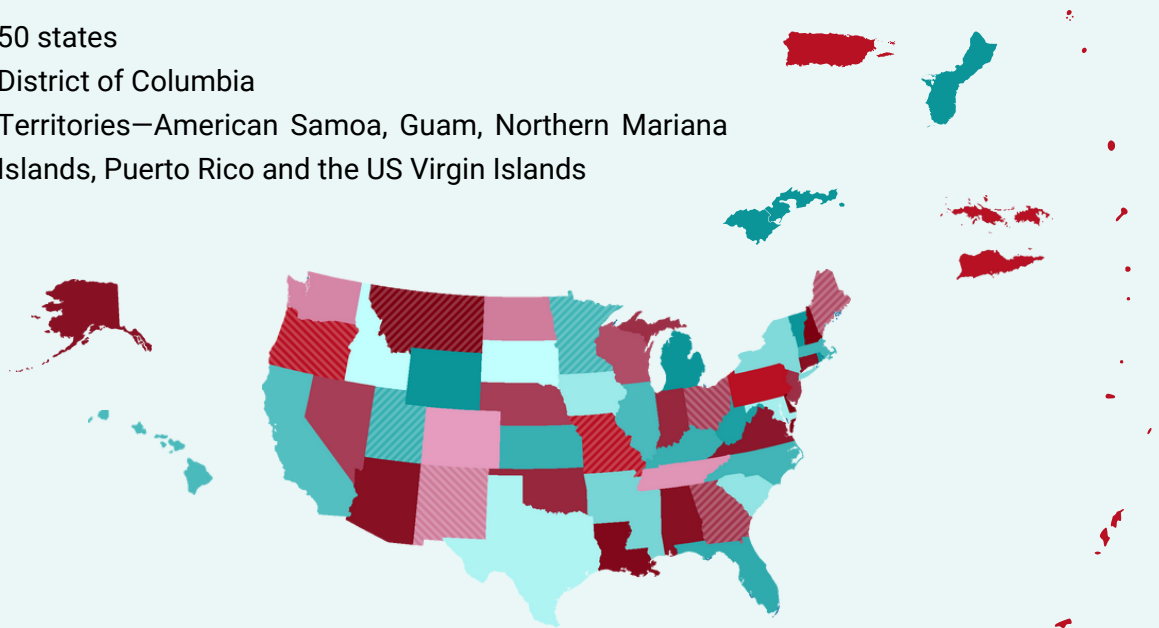 50 states
District of Columbia
Territories—American Samoa, Guam, Northern Mariana
Islands, Puerto Rico and the US Virgin Islands